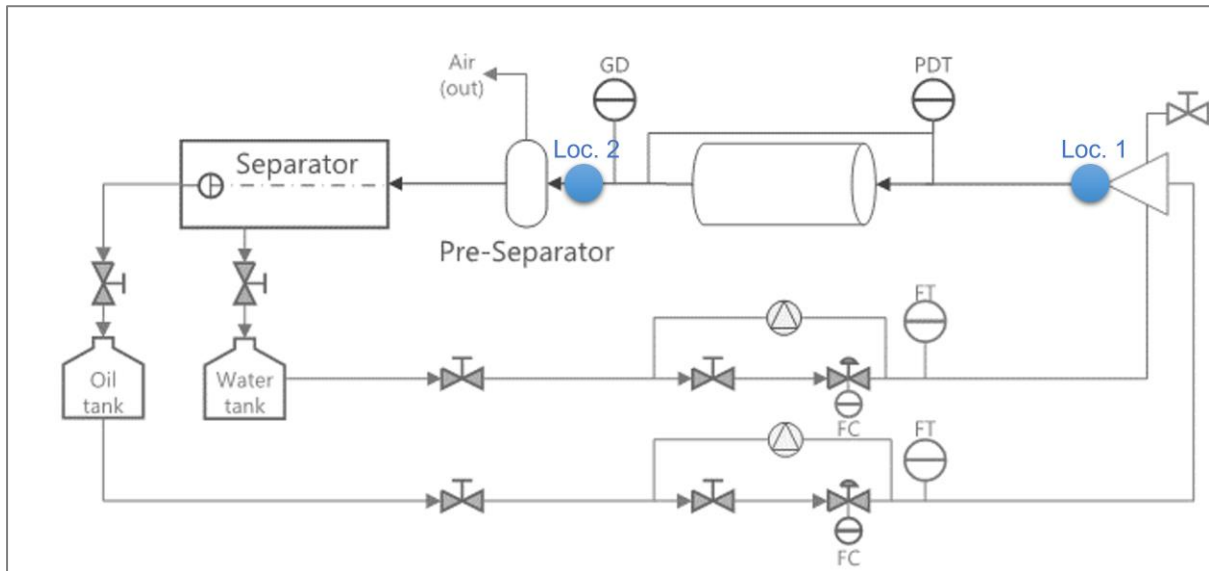 Air
(out)
GD
PDT
Loc. 2
Loc. 1
Separator
Pre-Separator
FT
Oil
tank
Water
tank
FC
FT
FC